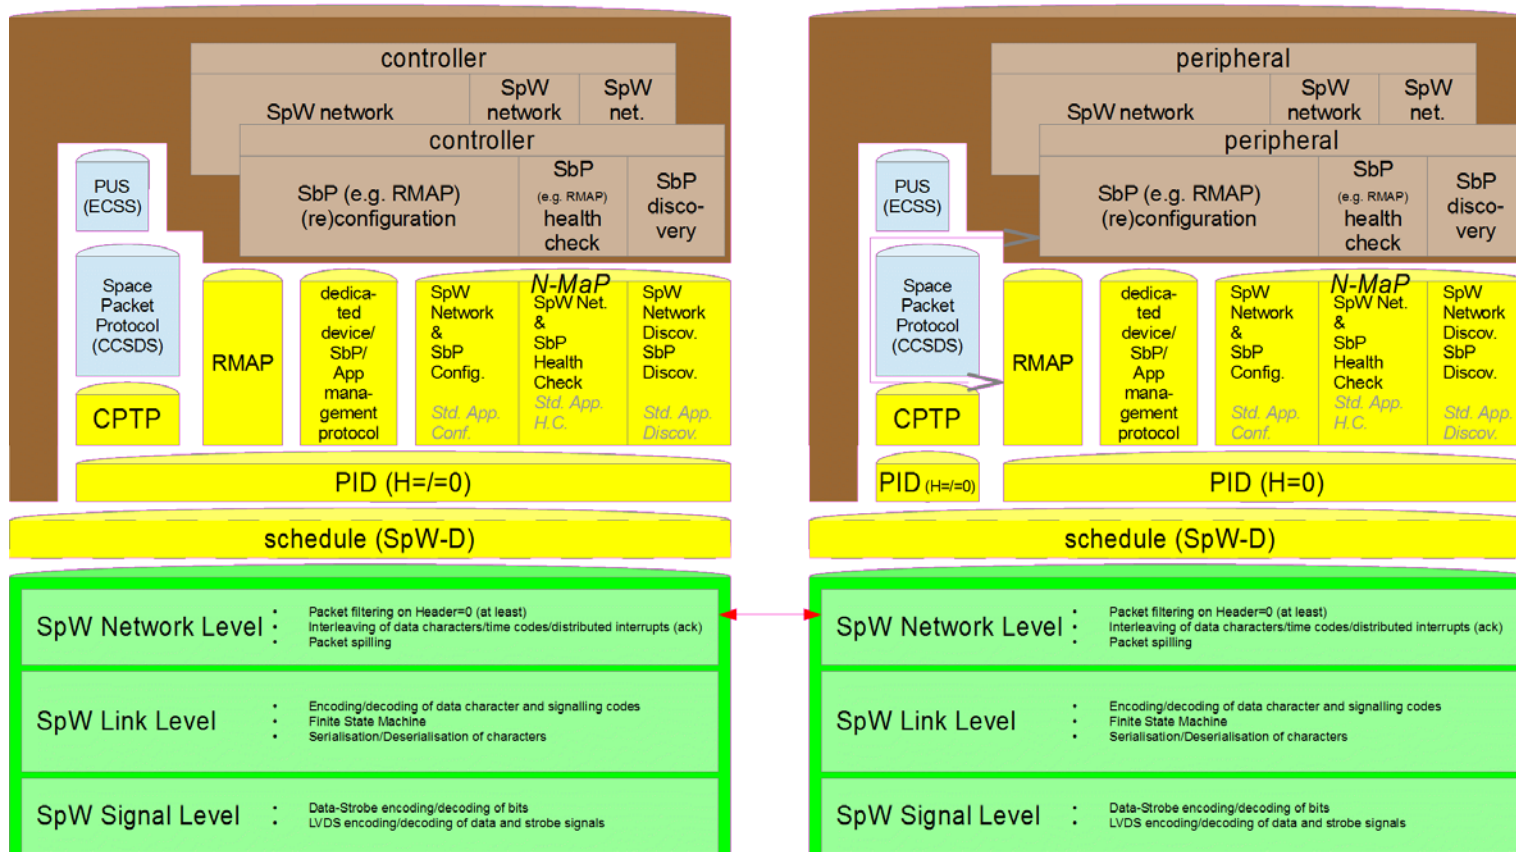 controller
SpW network
SpW
network
SpW
net.
controller
SbP (e.g. RMAP)
(re)configuration
SbP
(e.g. RMAP)
health
check
SbP
disco-
very
PUS
(ECSS)
Space
Packet
Protocol
(CCSDS)
CPTP
RMAP
dedica-
ted
device/
SbP/
App
mana-
gement
protocol
N-MaP
SpW
Network
&
SbP
Config.
Std. App.
Conf.
SpW Net.
&
SbP
Health
Check
Std. App.
H.C.
SpW
Network
Discov.
SbP
Discov.
Std. App.
Discov.
PID (H=/=0)
schedule (SpW-D)
SpW Network Level
• Packet filtering on Header=0 (at least)
• Interleaving of data characters/time codes/distributed interrupts (ack)
• Packet spilling
SpW Link Level
• Encoding/decoding of data character and signalling codes
• Finite State Machine
• Serialisation/Deserialisation of characters
SpW Signal Level
• Data-Strobe encoding/decoding of bits
• LVDS encoding/decoding of data and strobe signals
peripheral
SpW network
SpW
network
SpW
net.
peripheral
SbP (e.g. RMAP)
(re)configuration
SbP
(e.g. RMAP)
health
check
SbP
disco-
very
PUS
(ECSS)
Space
Packet
Protocol
(CCSDS)
CPTP
RMAP
dedica-
ted
device/
SbP/
App
mana-
gement
protocol
N-MaP
SpW
Network
&
SbP
Config.
Std. App.
Conf.
SpW Net.
&
SbP
Health
Check
Std. App.
H.C.
SpW
Network
Discov.
SbP
Discov.
Std. App.
Discov.
PID (H=/=0)
PID (H=0)
schedule (SpW-D)
SpW Network Level
• Packet filtering on Header=0 (at least)
• Interleaving of data characters/time codes/distributed interrupts (ack)
• Packet spilling
SpW Link Level
• Encoding/decoding of data character and signalling codes
• Finite State Machine
• Serialisation/Deserialisation of characters
SpW Signal Level
• Data-Strobe encoding/decoding of bits
• LVDS encoding/decoding of data and strobe signals